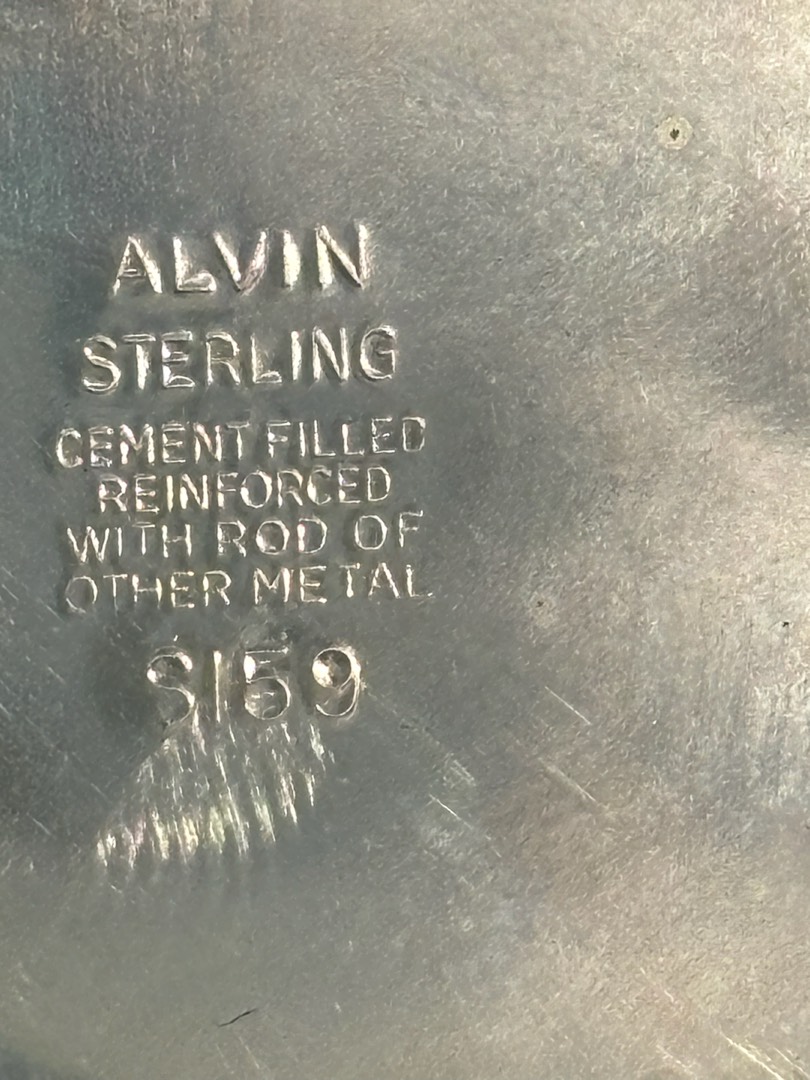 ALVIN
STERLING
CEMENT FILLED
REINFORCED
WITH ROD OF
OTHER METAL
S159